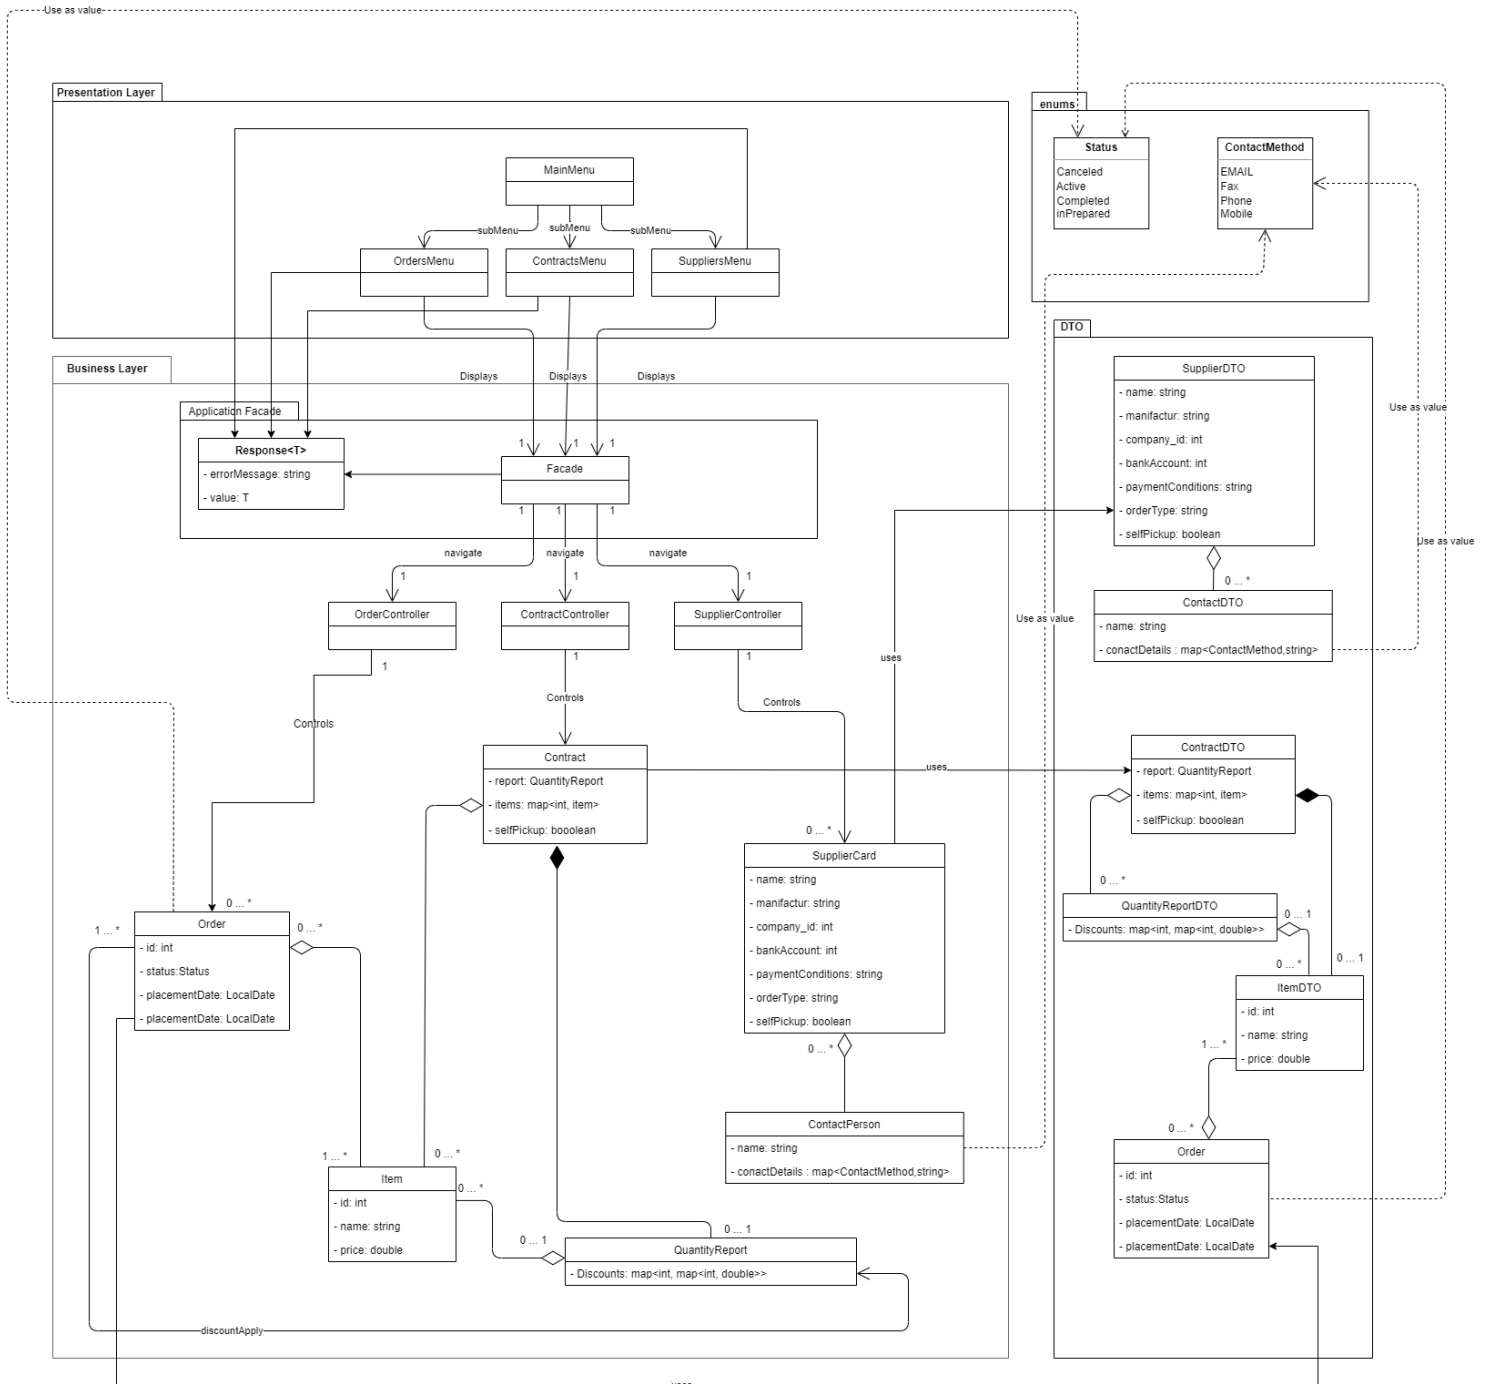 Use as value
Presentation Layer
MainMenu
subMenu
subMenu
subMenu
OrdersMenu
ContractsMenu
SuppliersMenu
enums
Status
Canceled
Active
Completed
inPrepared
ContactMethod
EMAIL
Fax
Phone
Mobile
Business Layer
Displays
Displays
Displays
Application Facade
Response<T>
- errorMessage: string
- value: T
1
1
1
Facade
1
1
1
navigate
navigate
navigate
1
1
1
OrderController
ContractController
SupplierController
1
1
1
Controls
Controls
Controls
uses
Contract
- report: QuantityReport
- items: map<int, item>
- selfPickup: booolean
uses
0 ... *
SupplierCard
- name: string
- manifactur: string
- company_id: int
- bankAccount: int
- paymentConditions: string
- orderType: string
- selfPickup: boolean
0 ... *
0 ... *
1 ... *
0 ... *
Order
- id: int
- status:Status
- placementDate: LocalDate
- placementDate: LocalDate
ContactPerson
- name: string
- conactDetails : map<ContactMethod,string>
1 ... *
0 ... *
Item
- id: int
- name: string
- price: double
0 ... *
0 ... 1
0 ... 1
QuantityReport
- Discounts: map<int, map<int, double>>
discountApply
DTO
SupplierDTO
- name: string
- manifactur: string
- company_id: int
- bankAccount: int
- paymentConditions: string
- orderType: string
- selfPickup: boolean
0 ... *
Use as value
Use as value
Use as value
ContactDTO
- name: string
- conactDetails : map<ContactMethod,string>
ContractDTO
- report: QuantityReport
- items: map<int, item>
- selfPickup: booolean
0 ... *
QuantityReportDTO
- Discounts: map<int, map<int, double>>
0 ... 1
0 ... *
0 ... 1
ItemDTO
- id: int
- name: string
- price: double
1 ... *
0 ... *
Order
- id: int
- status:Status
- placementDate: LocalDate
- placementDate: LocalDate